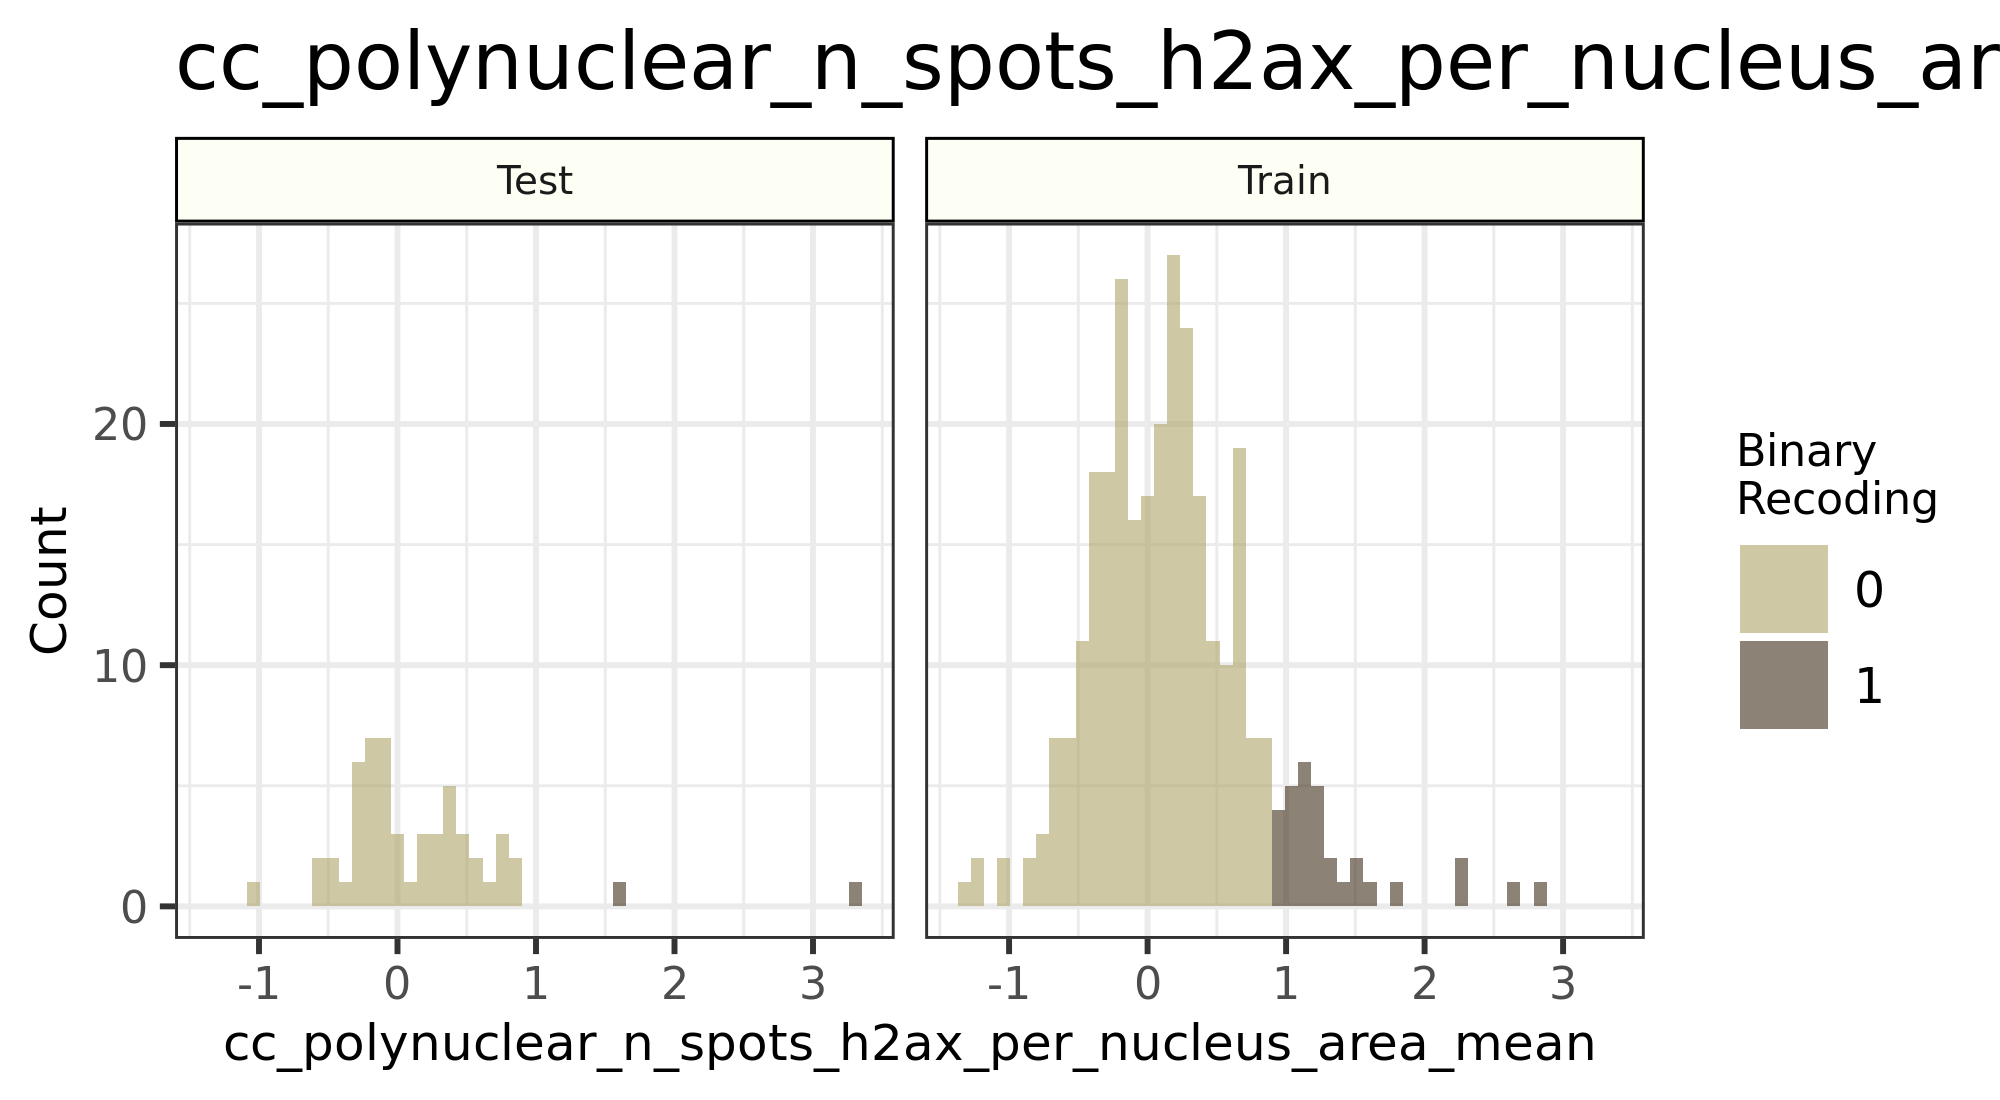 cc_polynuclear_n_spots_h2ax_per_nucleus_ar
Test
Train
20
10
0
Count
-1 0 1 2 3
-1 0 1 2 3
cc_polynuclear_n_spots_h2ax_per_nucleus_area_mean
Binary
Recoding
0
1